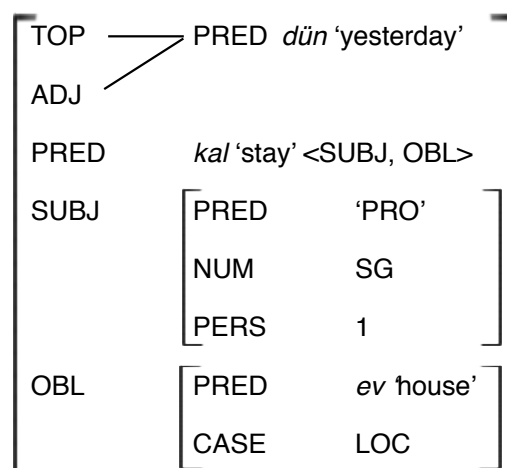 TOP PRED dün ‘yesterday’
ADJ
PRED kal ‘stay’ <SUBJ, OBL>
SUBJ PRED ‘PRO’
NUM SG
PERS 1
OBL PRED ev ‘house’
CASE LOC